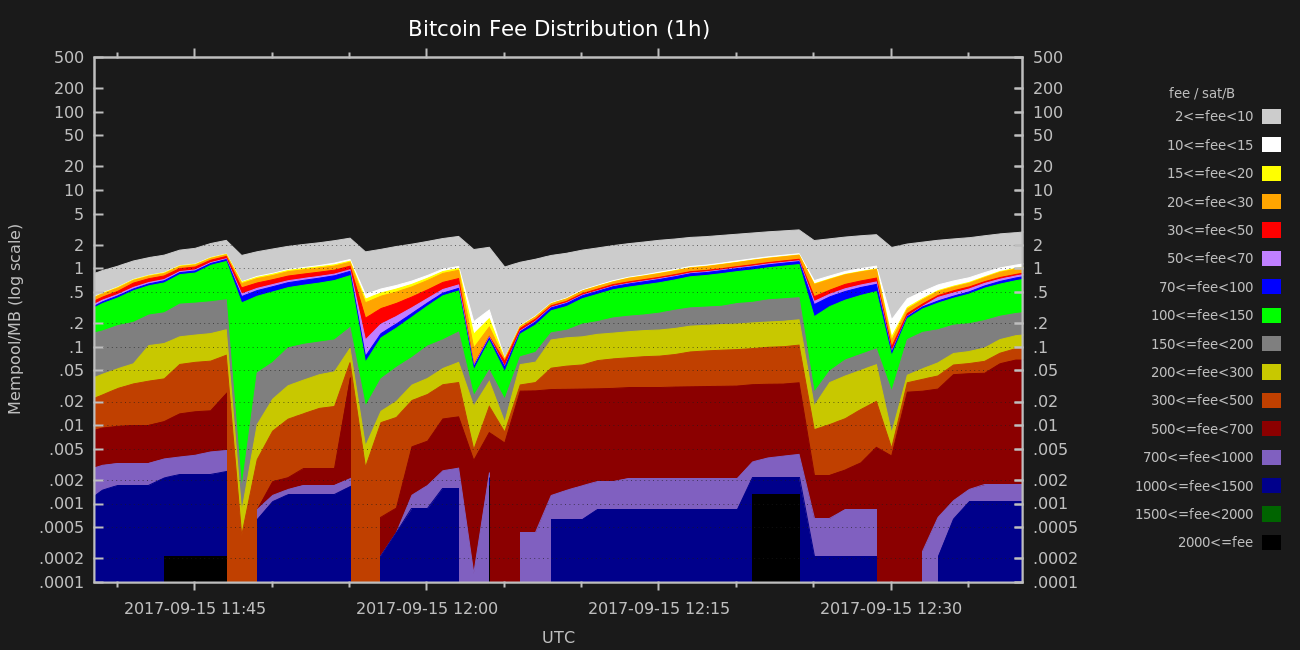 Bitcoin Fee Distribution (1h)
Mempool/MB (log scale)
500
200
100
50
20
10
5
2
1
.5
.2
.1
.05
.02
.01
.005
.002
.001
.0005
.0002
.0001
500
200
100
50
20
10
5
2
1
.5
.2
.1
.05
.02
.01
.005
.002
.001
.0005
.0002
.0001
fee / sat/B
2<=fee<10
10<=fee<15
15<=fee<20
20<=fee<30
30<=fee<50
50<=fee<70
70<=fee<100
100<=fee<150
150<=fee<200
200<=fee<300
300<=fee<500
500<=fee<700
700<=fee<1000
1000<=fee<1500
1500<=fee<2000
2000<=fee
2017-09-15 11:45
2017-09-15 12:00
2017-09-15 12:15
2017-09-15 12:30
UTC